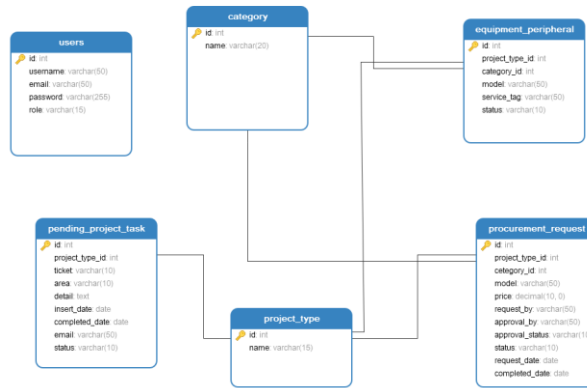 users
id: int
username: varchar(50)
email: varchar(50)
password: varchar(255)
role: varchar(15)
category
id: int
name: varchar(20)
equipment_peripheral
id: int
project_type_id: int
category_id: int
model: varchar(50)
service_tag: varchar(50)
status: varchar(10)
pending_project_task
id: int
project_type_id: int
ticket: varchar(10)
area: varchar(10)
detail: text
insert_date: date
completed_date: date
email: varchar(50)
status: varchar(10)
project_type
id: int
name: varchar(15)
procurement_request
id: int
project_type_id: int
cetegory_id: int
model: varchar(50)
price: decimal(10, 0)
request_by: varchar(50)
approval_by: varchar(50)
approval_status: varchar(10
status: varchar(10)
request_date: date
completed_date: date